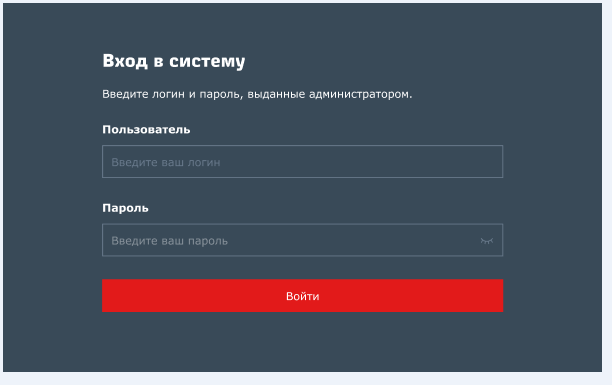 Вход в систему
Введите логин и пароль, выданные администратором.
Пользователь
Введите ваш логин
Пароль
Введите ваш пароль
Войти